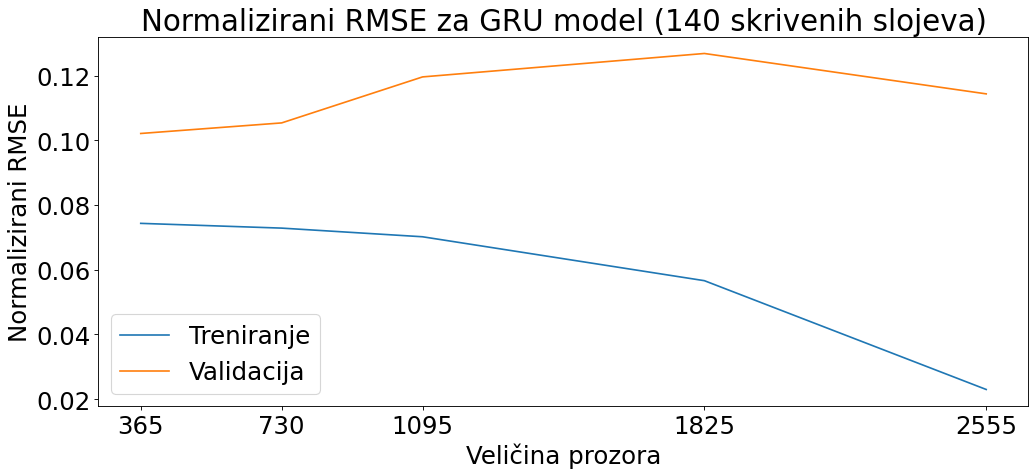 Normalizirani RMSE za GRU model (140 skrivenih slojeva)
Normalizirani RMSE
0.12
0.10
0.08
0.06
0.04
0.02
Treniranje
Validacija
365 730 1095 1825 2555
Veličina prozora